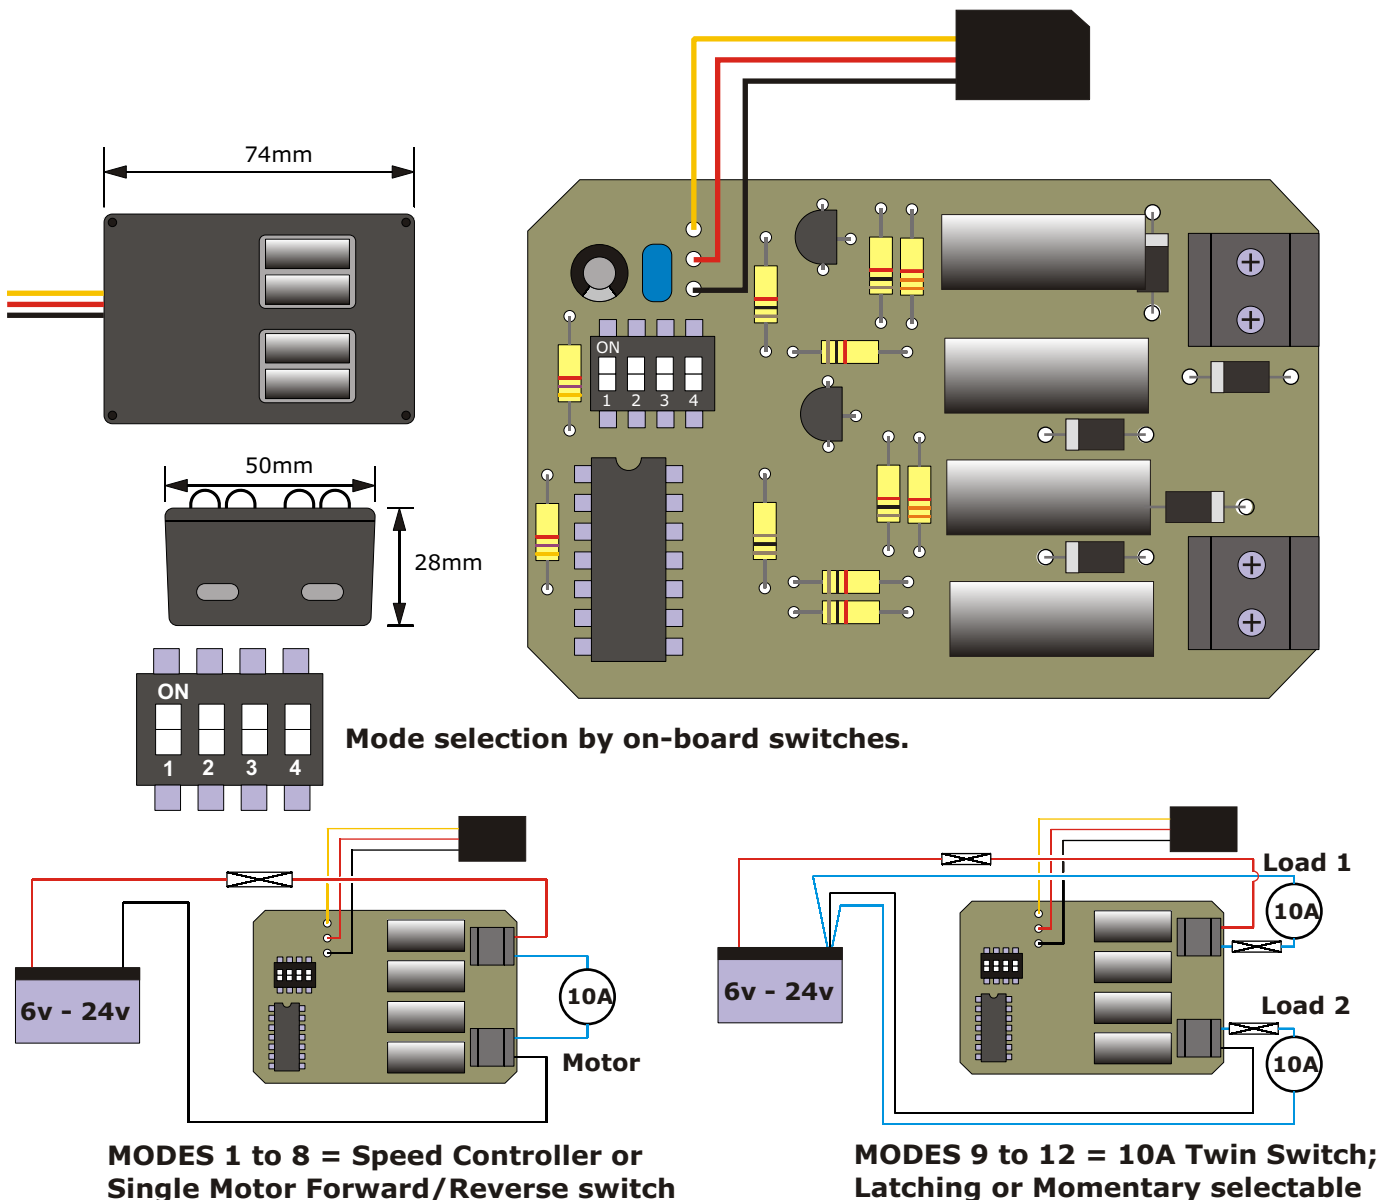 74mm
50mm
28mm
ON
1 2 3 4
ON
1 2 3 4
Mode selection by on-board switches.
6v - 24v
10A
Motor
MODES 1 to 8 = Speed Controller or
Single Motor Forward/Reverse switch
Load 1
10A
6v - 24v
Load 2
10A
MODES 9 to 12 = 10A Twin Switch;
Latching or Momentary selectable